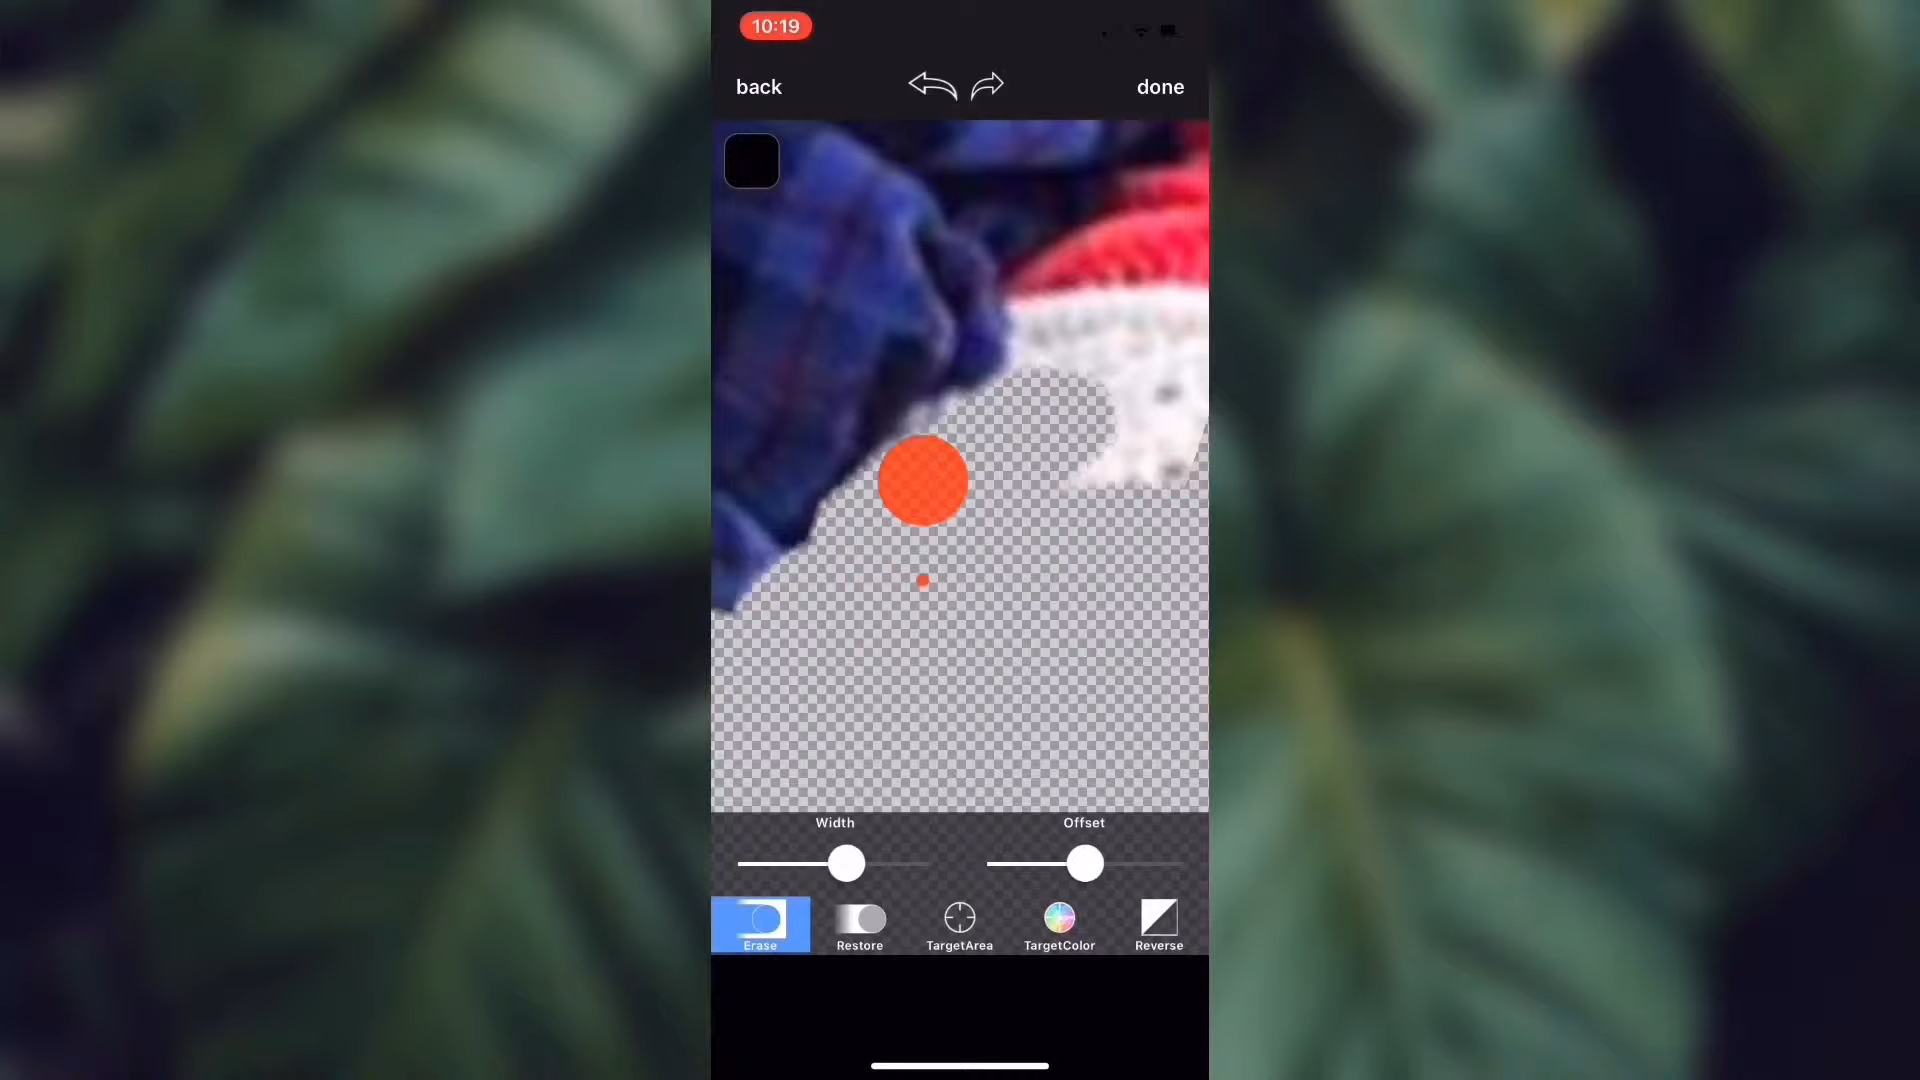 10:19
back
done
Width
Offset
Erase
Restore
TargetArea
TargetColor
Reverse